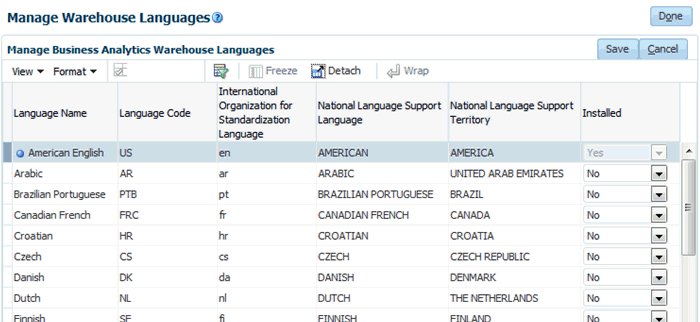 Manage Warehouse Languages
Done
Manage Business Analytics Warehouse Languages
Save Cancel
View Format Freeze Detach Wrap
Language Name Language Code International Organization for Standardization Language National Language Support Language National Language Support Territory Installed
American English US en AMERICAN AMERICA Yes
Arabic AR ar ARABIC UNITED ARAB EMIRATES No
Brazilian Portuguese PTB pt BRAZILIAN PORTUGUESE BRAZIL No
Canadian French FRC fr CANADIAN FRENCH CANADA No
Croatian HR hr CROATIAN CROATIA No
Czech CS cs CZECH CZECH REPUBLIC No
Danish DK da DANISH DENMARK No
Dutch NL nl DUTCH THE NETHERLANDS No
Finnish SF fi FINNISH FINLAND No